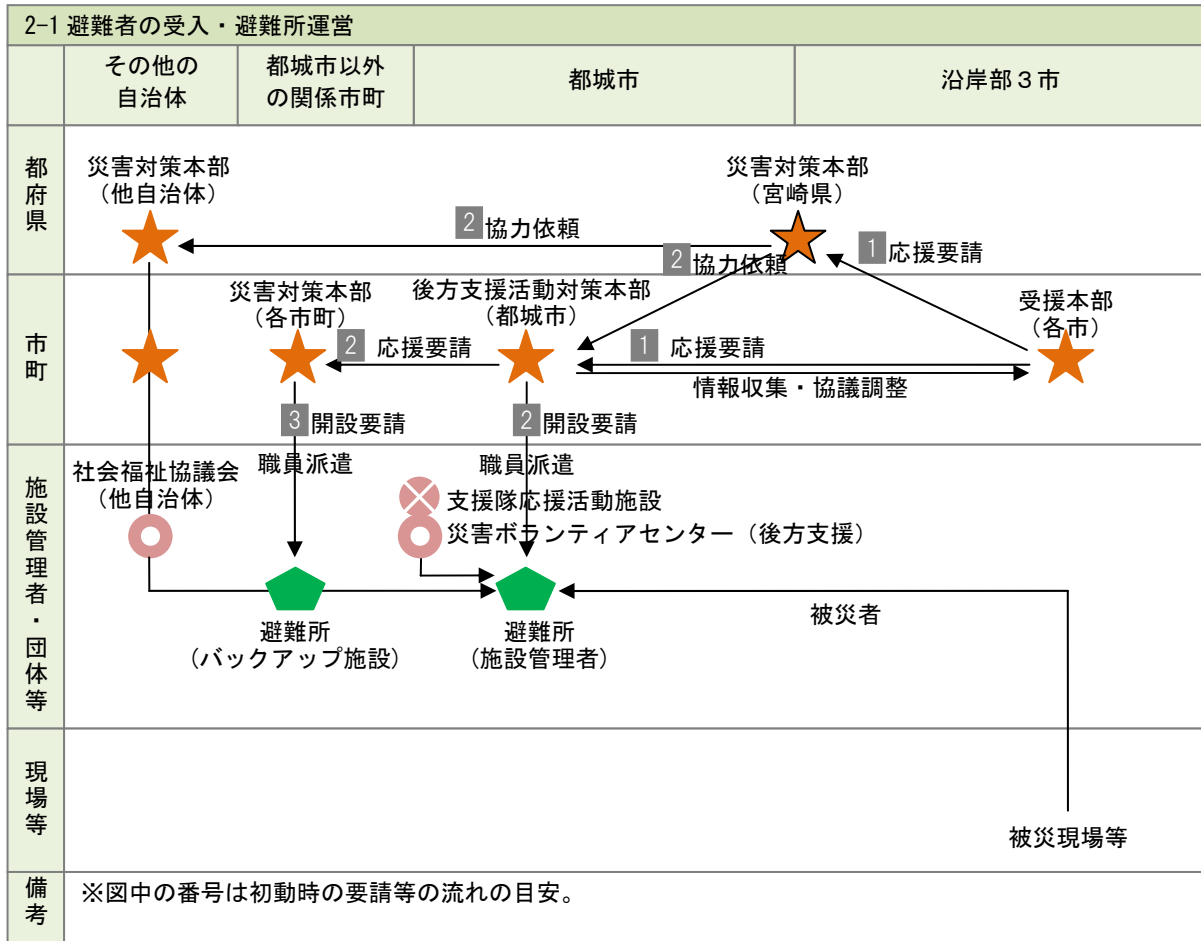 2-1 避難者の受入・避難所運営
その他の
自治体
都城市以外
の関係市町
都城市
沿岸部３市
都府県
災害対策本部
（他自治体）
災害対策本部
（宮崎県）
2 協力依頼
2 協力依頼
1 応援要請
市町
災害対策本部
（各市町）
後方支援活動対策本部
（都城市）
受援本部
（各市）
2 応援要請
1 応援要請
情報収集・協議調整
3 開設要請
2 開設要請
職員派遣
職員派遣
施設管理者・団体等
社会福祉協議会
（他自治体）
支援隊応援活動施設
災害ボランティアセンター（後方支援）
被災者
避難所
（バックアップ施設）
避難所
（施設管理者）
現場等
被災現場等
備考
※図中の番号は初動時の要請等の流れの目安。